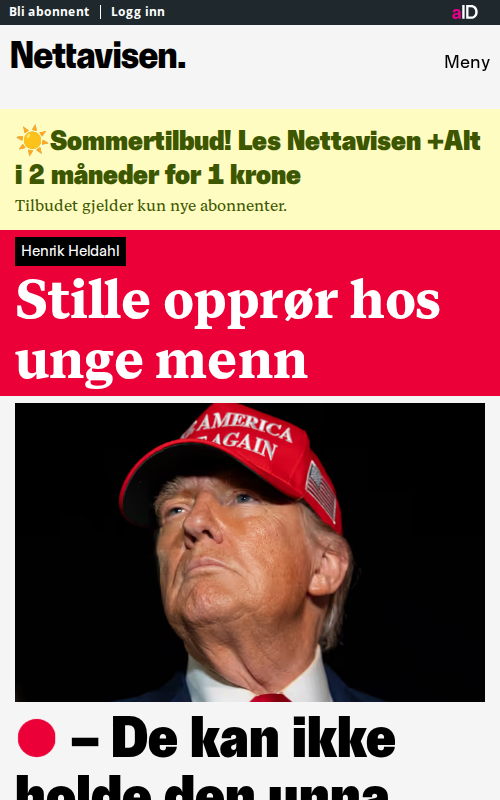 Bli abonnent
Logg inn
aID
Nettavisen.
Meny
☀️Sommertilbud! Les Nettavisen +Alt
i 2 måneder for 1 krone
Tilbudet gjelder kun nye abonnenter.
Henrik Heldahl
Stille opprør hos
unge menn
AMERICA
AGAIN
– De kan ikke
holde den unna